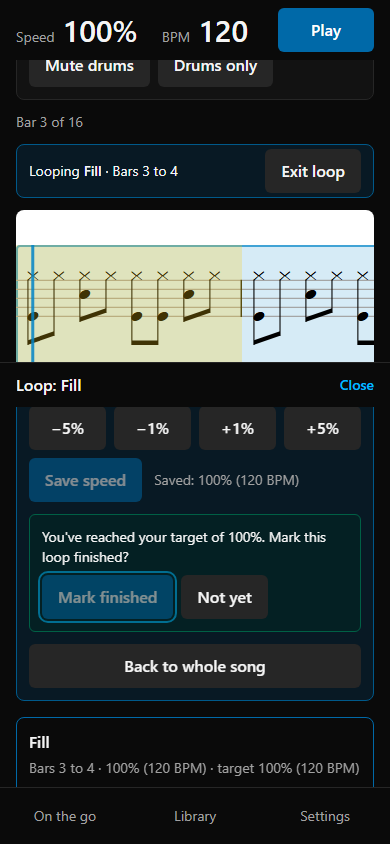 Speed 100% BPM 120 Play
Mute drums Drums only
Bar 3 of 16
Looping Fill · Bars 3 to 4 Exit loop
Loop: Fill Close
−5% −1% +1% +5%
Save speed Saved: 100% (120 BPM)
You've reached your target of 100%. Mark this
loop finished?
Mark finished Not yet
Back to whole song
Fill
Bars 3 to 4 · 100% (120 BPM) · target 100% (120 BPM)
On the go Library Settings